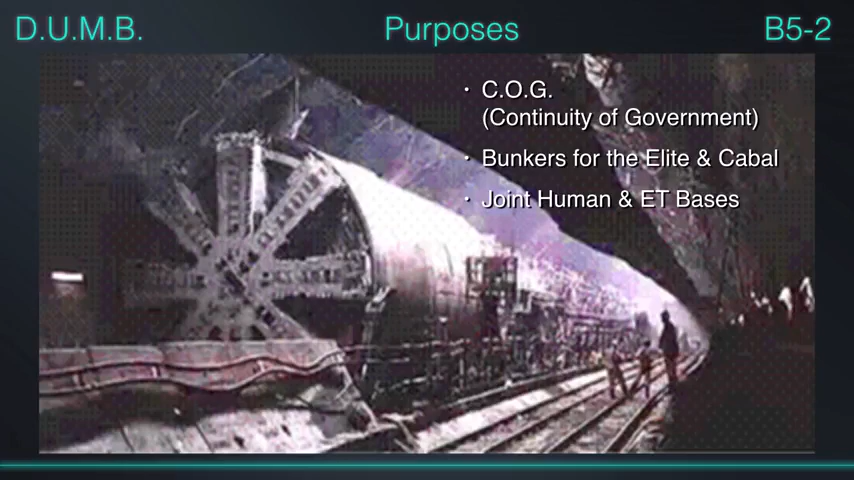 D.U.M.B. Purposes B5-2
• C.O.G.
(Continuity of Government)
• Bunkers for the Elite & Cabal
• Joint Human & ET Bases